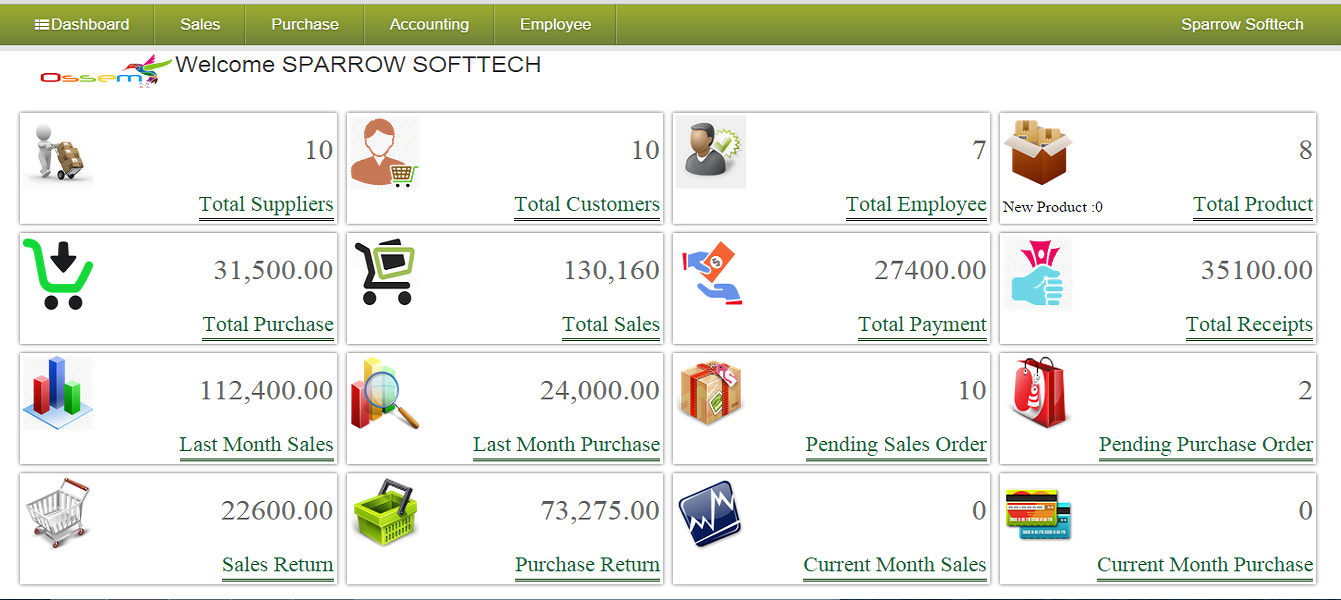 Dashboard Sales Purchase Accounting Employee Sparrow Softtech
Ossem Welcome SPARROW SOFTTECH
10 10 7 8
Total Suppliers Total Customers Total Employee New Product :0 Total Product
31,500.00 130,160 27400.00 35100.00
Total Purchase Total Sales Total Payment Total Receipts
112,400.00 24,000.00 10 2
Last Month Sales Last Month Purchase Pending Sales Order Pending Purchase Order
22600.00 73,275.00 0 0
Sales Return Purchase Return Current Month Sales Current Month Purchase